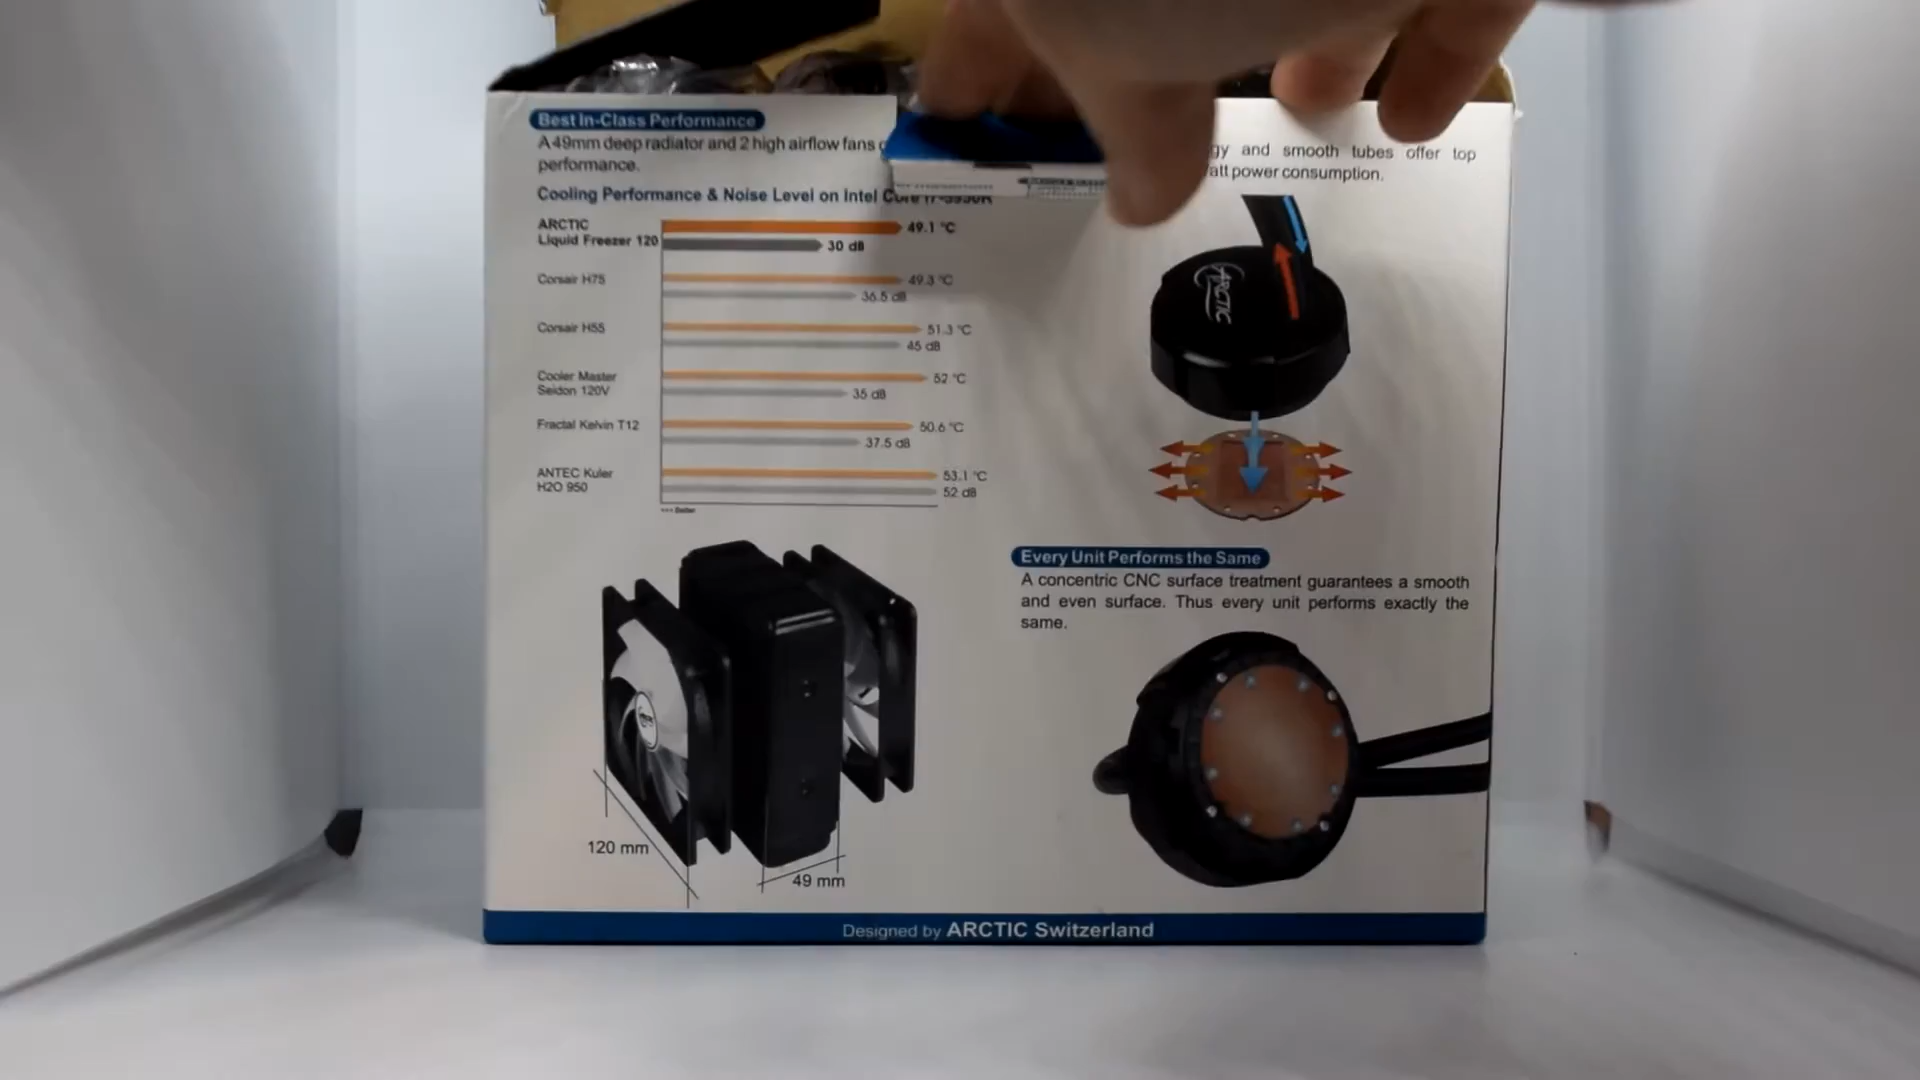 Best In-Class Performance
A 49mm deep radiator and 2 high airflow fans
performance.
Cooling Performance & Noise Level on Intel Core i7-3930K
ARCTIC
Liquid Freezer 120
49.1 °C
30 dB
Corsair H75
49.3 °C
36.5 dB
Corsair H55
51.3 °C
45 dB
Cooler Master
Seidon 120V
52 °C
35 dB
Fractal Kelvin T12
50.6 °C
37.5 dB
ANTEC Kuler
H2O 950
53.1 °C
52 dB
Better
120 mm
49 mm
gy and smooth tubes offer top
att power consumption.
ARCTIC
Every Unit Performs the Same
A concentric CNC surface treatment guarantees a smooth
and even surface. Thus every unit performs exactly the
same.
Designed by ARCTIC Switzerland